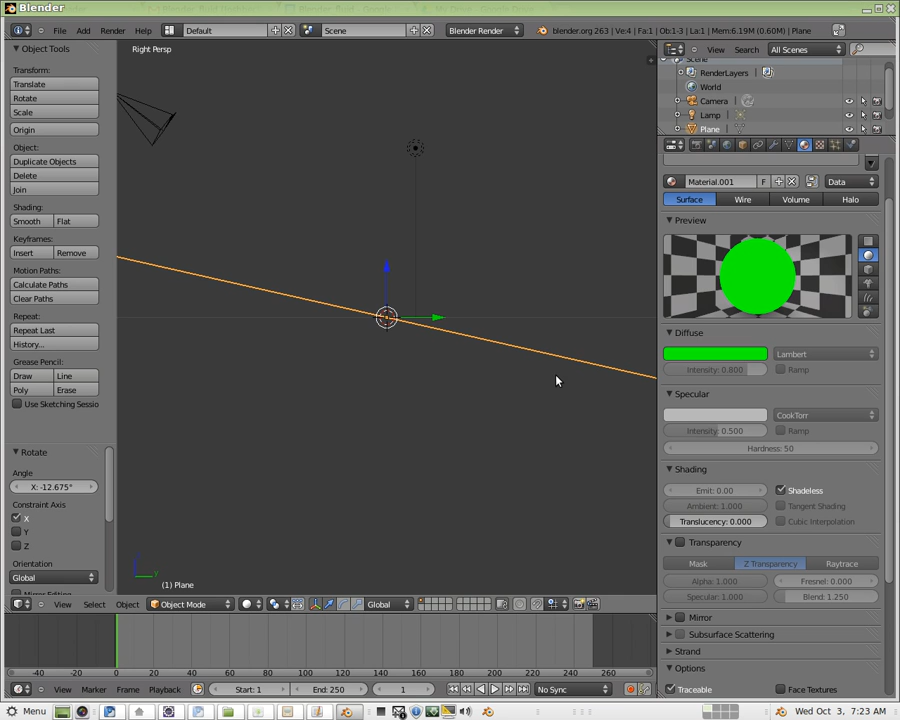 Blender
File Add Render Help Default Scene Blender Render blender.org 263 | Ve:4 | Fa:1 | Ob:1-3 | La:1 | Mem:6.19M (0.60M) | Plane
Object Tools
Transform:
Translate
Rotate
Scale
Origin
Object:
Duplicate Objects
Delete
Join
Shading:
Smooth Flat
Keyframes:
Insert Remove
Motion Paths:
Calculate Paths
Clear Paths
Repeat:
Repeat Last
History...
Grease Pencil:
Draw Line
Poly Erase
Use Sketching Sessio
Rotate
Angle
X: -12.675°
Constraint Axis
X
Y
Z
Orientation
Global
Right Persp
y
(1) Plane
View Select Object Object Mode Global
View Search All Scenes
Scene
RenderLayers
World
Camera
Lamp
Plane
Material.001 F Data
Surface Wire Volume Halo
Preview
Diffuse
Lambert
Intensity: 0.800 Ramp
Specular
CookTorr
Intensity: 0.500 Ramp
Hardness: 50
Shading
Emit: 0.00 Shadeless
Ambient: 1.000 Tangent Shading
Translucency: 0.000 Cubic Interpolation
Transparency
Mask Z Transparency Raytrace
Alpha: 1.000 Fresnel: 0.000
Specular: 1.000 Blend: 1.250
Mirror
Subsurface Scattering
Strand
Options
Traceable Face Textures
-40 -20 0 20 40 60 80 100 120 140 160 180 200 220 240 260
View Marker Frame Playback Start: 1 End: 250 1 No Sync
Menu Wed Oct 3, 7:23 AM